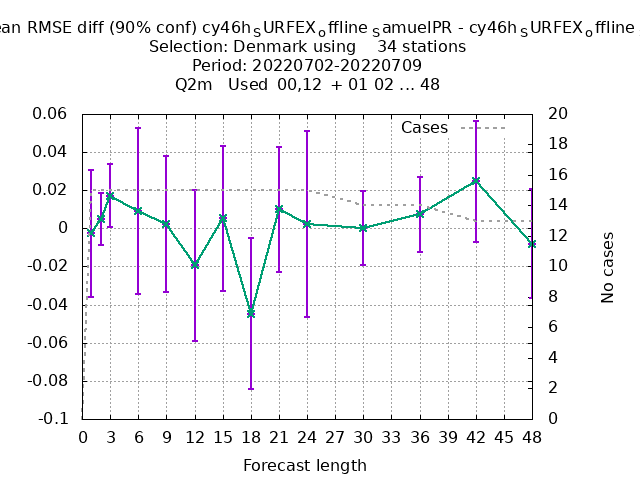 ean RMSE diff (90% conf) cy46h_SURFEX_offline_SamuelPR - cy46h_SURFEX_offline
Selection: Denmark using 34 stations
Period: 20220702-20220709
Q2m Used 00,12 + 01 02 ... 48
Cases
0.06
0.04
0.02
0
-0.02
-0.04
-0.06
-0.08
-0.1
20
18
16
14
12
10
8
6
4
2
0
No cases
0 3 6 9 12 15 18 21 24 27 30 33 36 39 42 45 48
Forecast length